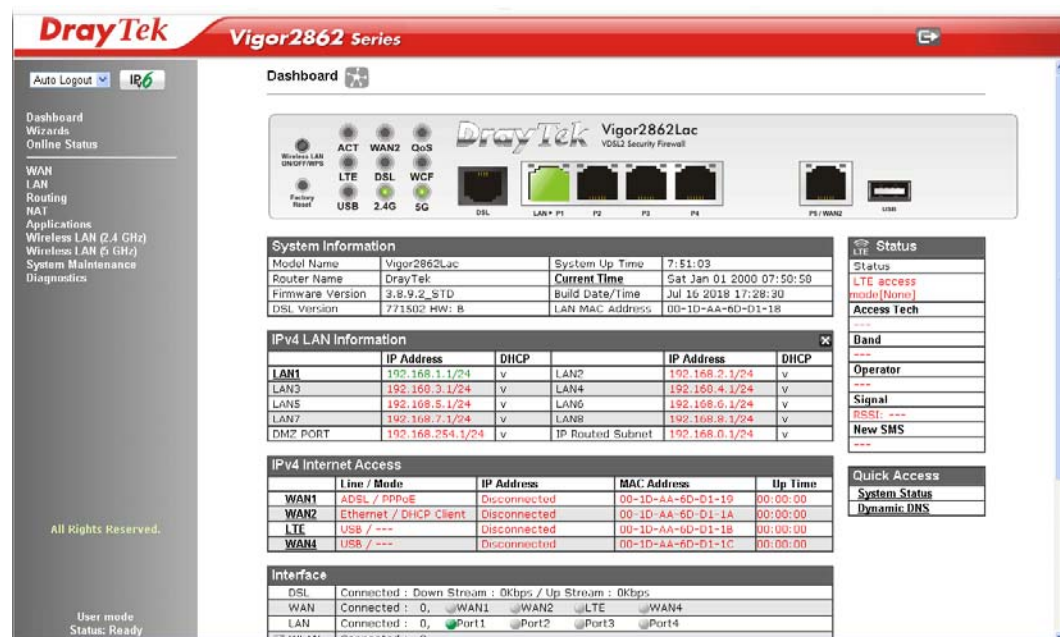 DrayTek
Vigor2862 Series
Auto Logout
IPv6
Dashboard
Wizards
Online Status
WAN
LAN
Routing
NAT
Applications
Wireless LAN (2.4 GHz)
Wireless LAN (5 GHz)
System Maintenance
Diagnostics
All Rights Reserved.
User mode
Status: Ready
Dashboard
DrayTek Vigor2862Lac
VDSL2 Security Firewall
Wireless LAN
ON/OFF/WPS
ACT WAN2 QoS
LTE DSL WCF
Factory
Reset
USB 2.4G 5G
DSL LAN P1 P2 P3 P4 P5/WAN2 USB
System Information
Model Name Vigor2862Lac System Up Time 7:51:03
Router Name DrayTek Current Time Sat Jan 01 2000 07:50:58
Firmware Version 3.8.9.2_STD Build Date/Time Jul 16 2018 17:28:30
DSL Version 771502 HW: B LAN MAC Address 00-1D-AA-6D-D1-18
IPv4 LAN Information
IP Address DHCP IP Address DHCP
LAN1 192.168.1.1/24 v LAN2 192.168.2.1/24 v
LAN3 192.168.3.1/24 v LAN4 192.168.4.1/24 v
LAN5 192.168.5.1/24 v LAN6 192.168.6.1/24 v
LAN7 192.168.7.1/24 v LAN8 192.168.8.1/24 v
DMZ PORT 192.168.254.1/24 v IP Routed Subnet 192.168.0.1/24 v
IPv4 Internet Access
Line / Mode IP Address MAC Address Up Time
WAN1 ADSL / PPPoE Disconnected 00-1D-AA-6D-D1-19 00:00:00
WAN2 Ethernet / DHCP Client Disconnected 00-1D-AA-6D-D1-1A 00:00:00
LTE USB / --- Disconnected 00-1D-AA-6D-D1-1B 00:00:00
WAN4 USB / --- Disconnected 00-1D-AA-6D-D1-1C 00:00:00
Interface
DSL Connected : Down Stream : 0Kbps / Up Stream : 0Kbps
WAN Connected : 0, WAN1 WAN2 LTE WAN4
LAN Connected : 0, Port1 Port2 Port3 Port4
LTE Status
Status
LTE access
mode[None]
Access Tech
---
Band
---
Operator
---
Signal
RSSI: ---
New SMS
---
Quick Access
System Status
Dynamic DNS